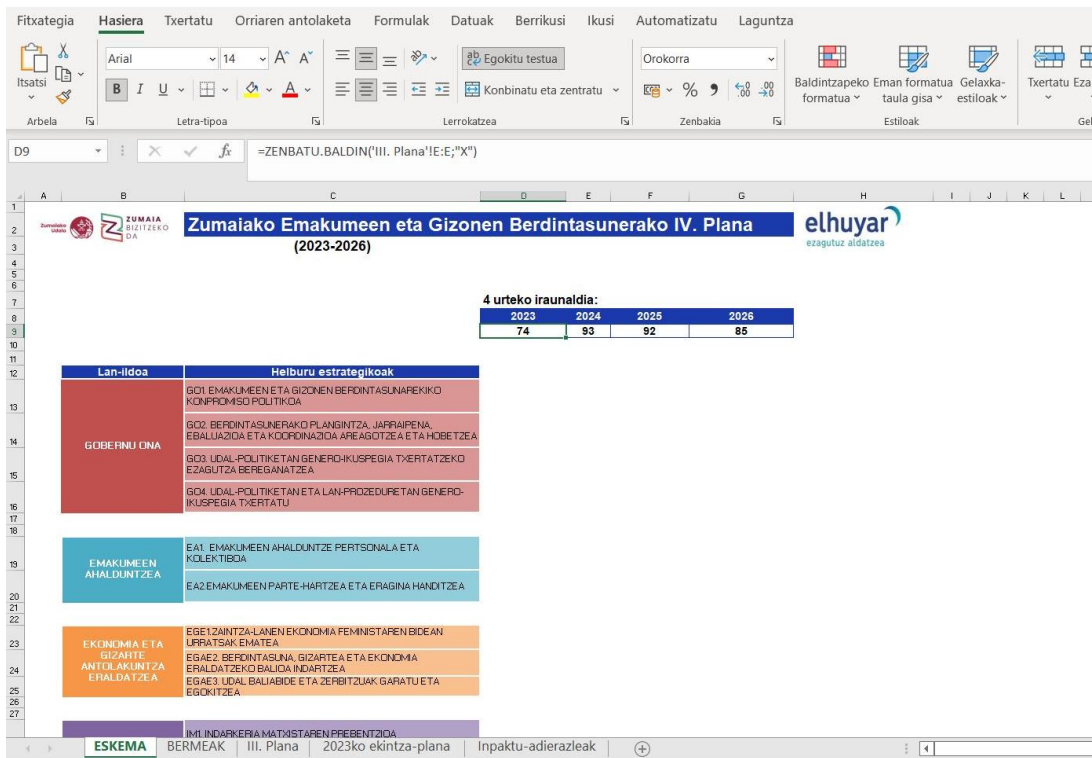 Fitxategia Hasiera Txertatu Orriaren antolaketa Formulak Datuak Berrikusi Ikusi Automatizatu Laguntza
Itsatsi
Arial 14
Egokitu testua
Orokorra
Baldintzapeko formatua
Eman formatua taula gisa
Gelaxka-estiloak
Txertatu
B I U
Konbinatu eta zentratu
Arbela Letra-tipoa Lerrokatzea Zenbakia Estiloak
D9 fx =ZENBATU.BALDIN('III. Plana'!E:E;"X")
A B C D E F G H I J K L
Zumaiako Udala
ZUMAIA
BIZITZEKO
DA
Zumaiako Emakumeen eta Gizonen Berdintasunerako IV. Plana
(2023-2026)
elhuyar
ezagutuz aldatzea
4 urteko iraunaldia:
2023 2024 2025 2026
74 93 92 85
Lan-ildoa Helburu estrategikoak
GOBERNU ONA
GO1. EMAKUMEEN ETA GIZONEN BERDINTASUNAREKIKO
KONPROMISO POLITIKOA
GO2. BERDINTASUNERAKO PLANGINTZA, JARRAIPENA,
EBALUAZIOA ETA KOORDINAZIOA AREAGOTZEA ETA HOBETZEA
GO3. UDAL-POLITIKETAN GENERO-IKUSPEGIA TXERTATZEKO
EZAGUTZA BEREGANATZEA
GO4. UDAL-POLITIKETAN ETA LAN-PROZEDURETAN GENERO-
IKUSPEGIA TXERTATU
EMAKUMEEN
AHALDUNTZEA
EA1. EMAKUMEEN AHALDUNTZE PERTSONALA ETA
KOLEKTIBOA
EA2.EMAKUMEEN PARTE-HARTZEA ETA ERAGINA HANDITZEA
EKONOMIA ETA
GIZARTE
ANTOLAKUNTZA
ERALDATZEA
EGE1.ZAINTZA-LANEN EKONOMIA FEMINISTAREN BIDEAN
URRATSAK EMATEA
EGAE2. BERDINTASUNA, GIZARTEA ETA EKONOMIA
ERALDATZEKO BALIOA INDARTZEA
EGAE3. UDAL BALIABIDE ETA ZERBITZUAK GARATU ETA
EGOKITZEA
IM1. INDARKERIA MATXISTAREN PREBENTZIOA
ESKEMA BERMEAK III. Plana 2023ko ekintza-plana Inpaktu-adierazleak